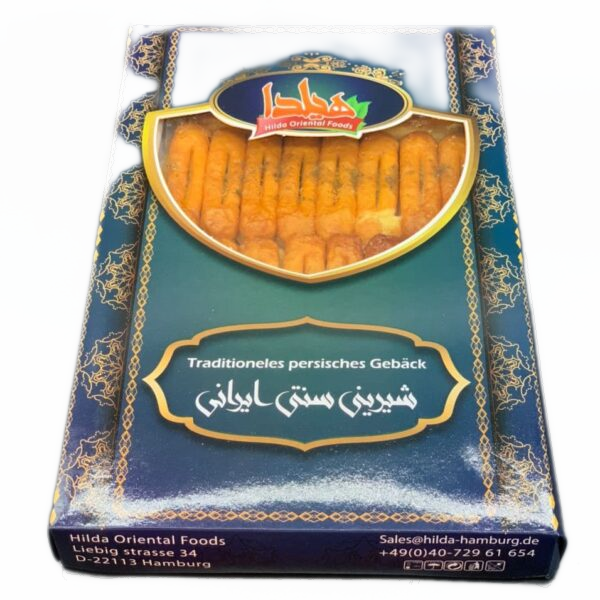 هیلدا
Hilda Oriental Foods
Traditioneles persisches Gebäck
شیرینی سنتی ایرانی
Hilda Oriental Foods
Liebig strasse 34
D-22113 Hamburg
Sales@hilda-hamburg.de
+49(0)40-729 61 654